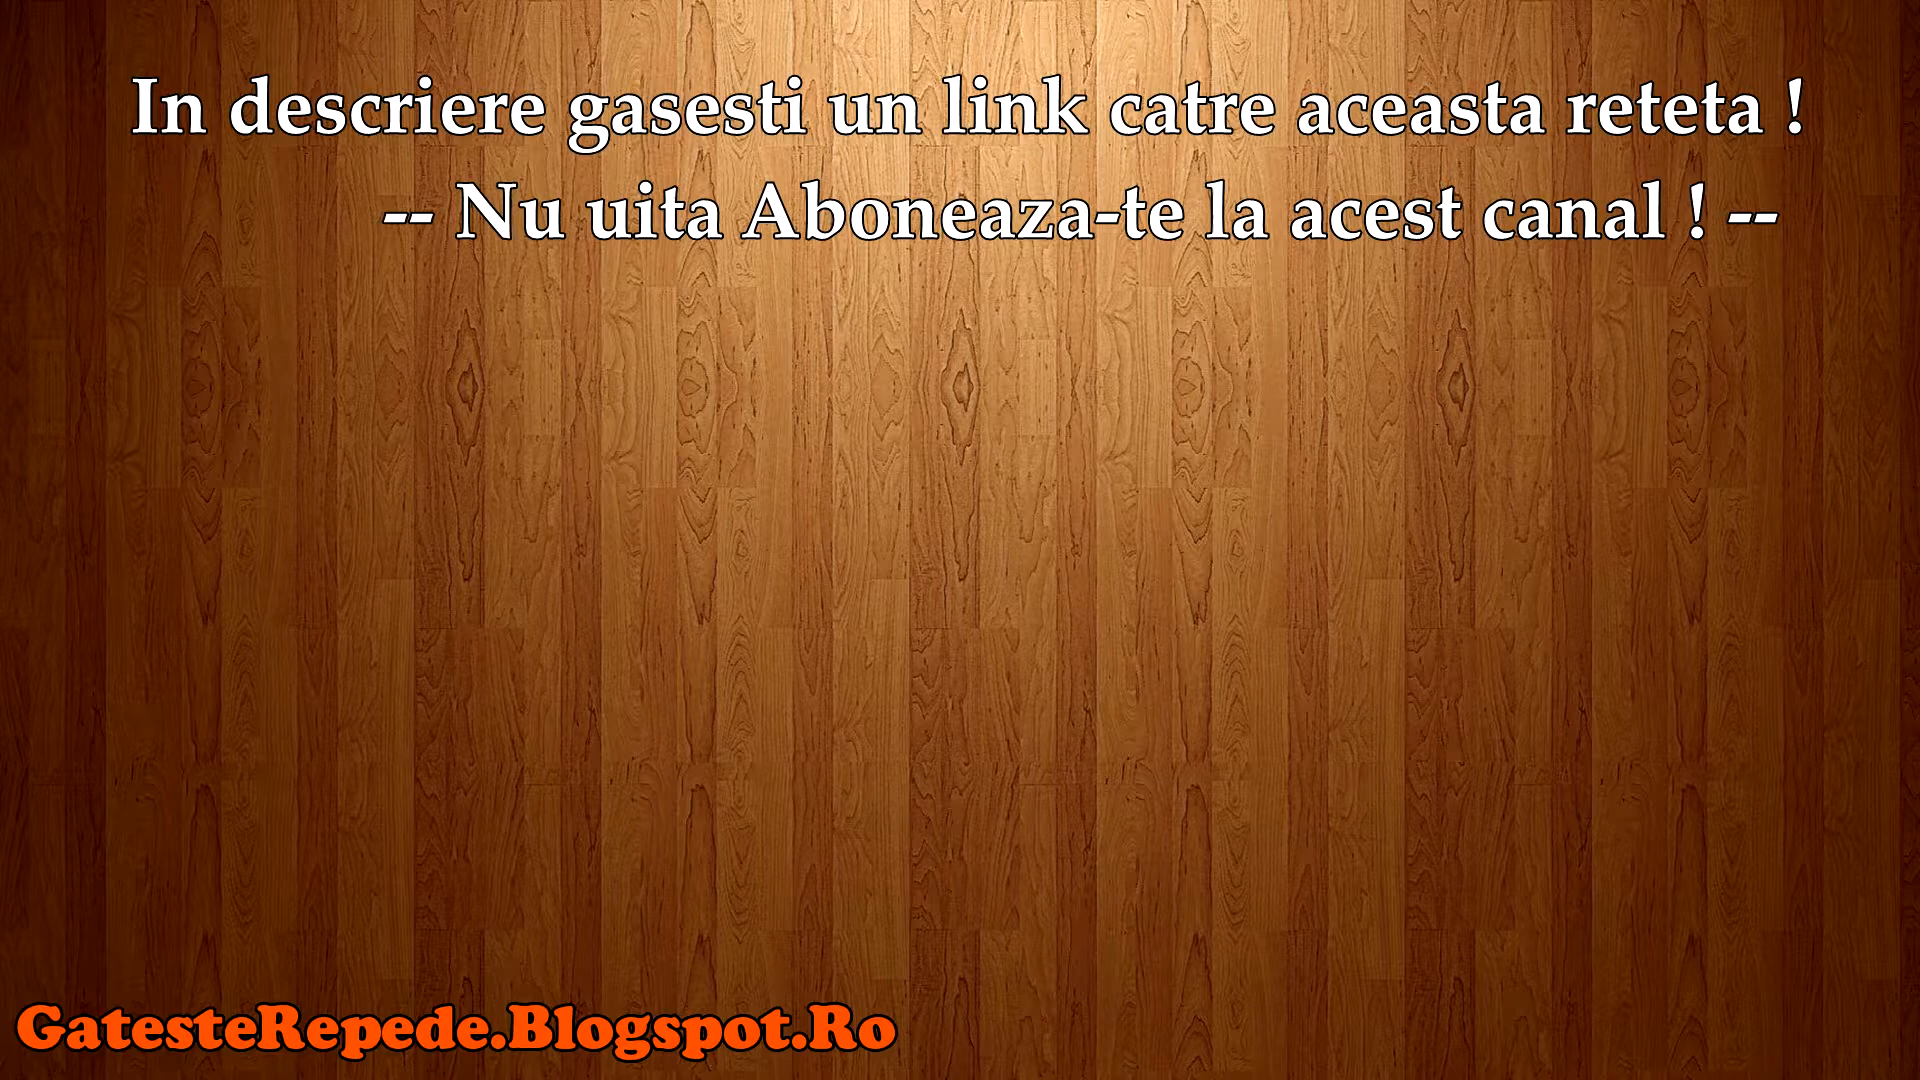 In descriere gasesti un link catre aceasta reteta !
-- Nu uita Aboneaza-te la acest canal ! --
GatesteRepede.Blogspot.Ro